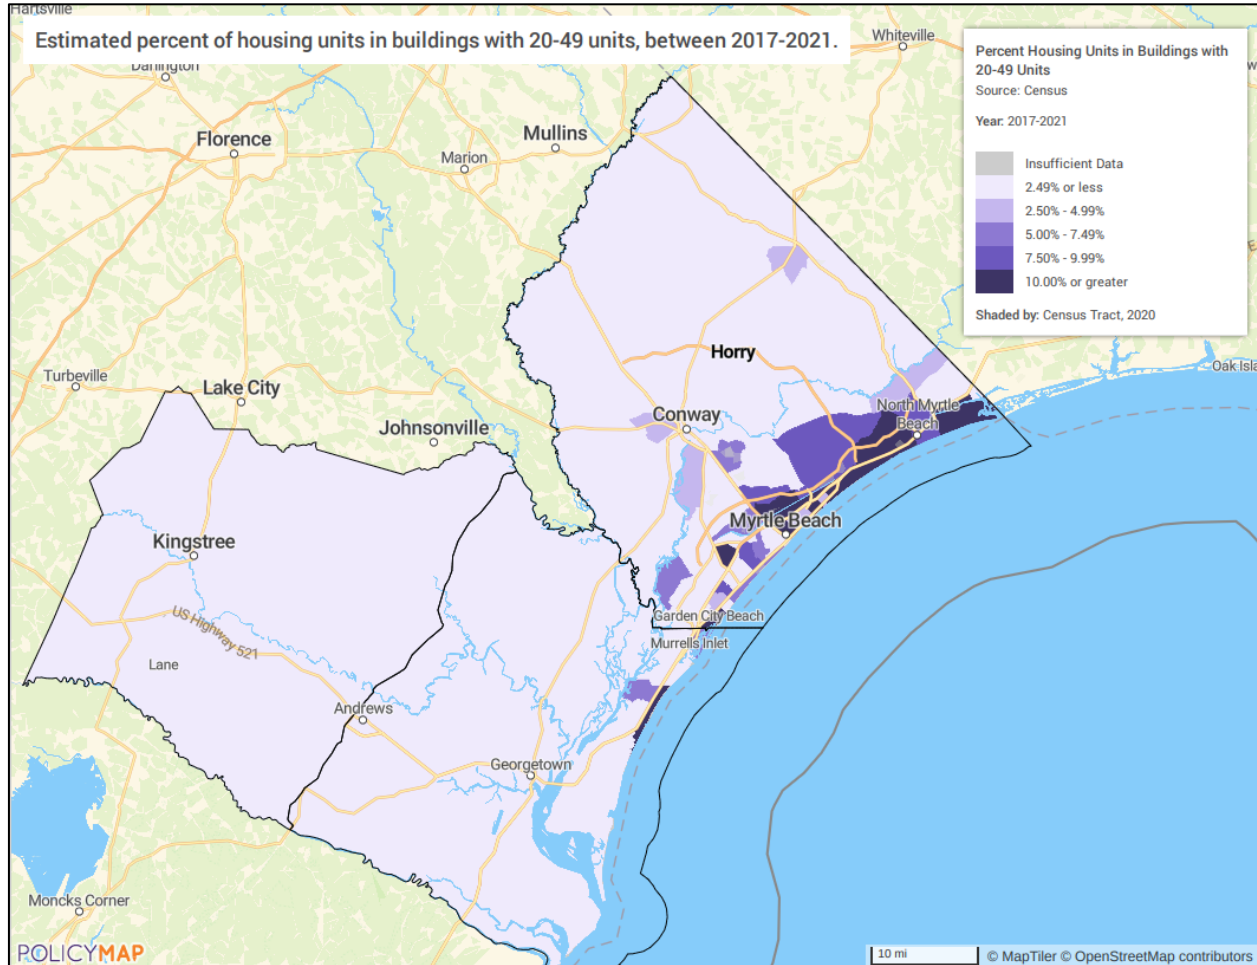 Hartsville
Estimated percent of housing units in buildings with 20-49 units, between 2017-2021.
Whiteville
Darlington
Florence
Mullins
Marion
Percent Housing Units in Buildings with
20-49 Units
Source: Census
Year: 2017-2021
Insufficient Data
2.49% or less
2.50% - 4.99%
5.00% - 7.49%
7.50% - 9.99%
10.00% or greater
Shaded by: Census Tract, 2020
Horry
Oak Isla
Turbeville
Lake City
Johnsonville
Conway
North Myrtle
Beach
Myrtle Beach
Kingstree
US Highway 521
Lane
Garden City Beach
Murrells Inlet
Andrews
Georgetown
Moncks Corner
POLICYMAP
10 mi
© MapTiler © OpenStreetMap contributors